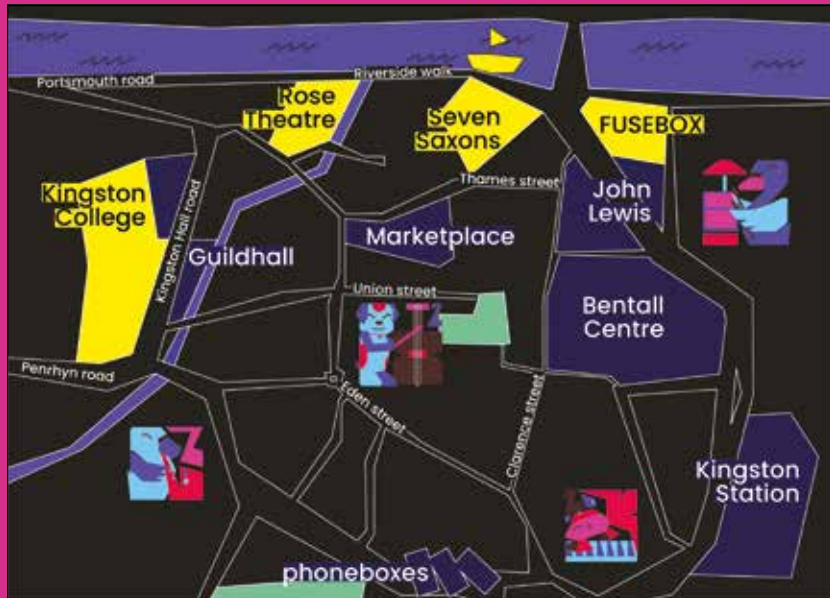 Portsmouth road
Riverside walk
Rose
Theatre
Seven
Saxons
FUSEBOX
Kingston
College
Kingston Hall road
Thames street
John
Lewis
Guildhall
Marketplace
Union street
Bentall
Centre
Penrhyn road
Eden street
Clarence street
Kingston
Station
phoneboxes